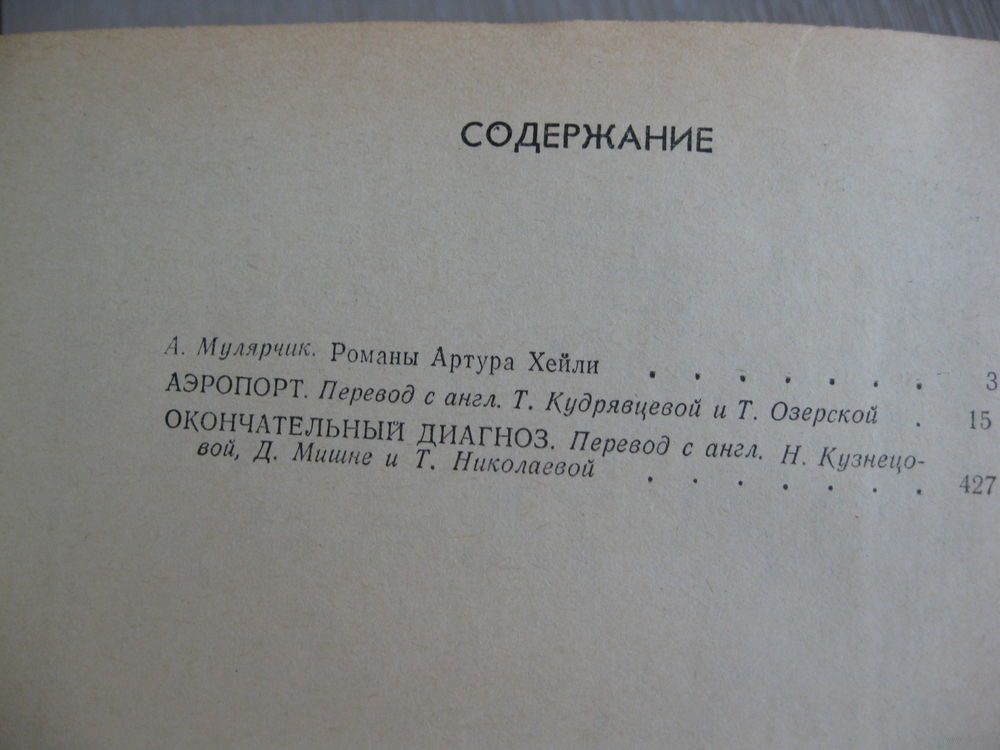 СОДЕРЖАНИЕ
А. Мулярчик. Романы Артура Хейли . . . . . . . 3
АЭРОПОРТ. Перевод с англ. Т. Кудрявцевой и Т. Озерской . 15
ОКОНЧАТЕЛЬНЫЙ ДИАГНОЗ. Перевод с англ. Н. Кузнецо-
вой, Д. Мишне и Т. Николаевой . . . . . . . 427